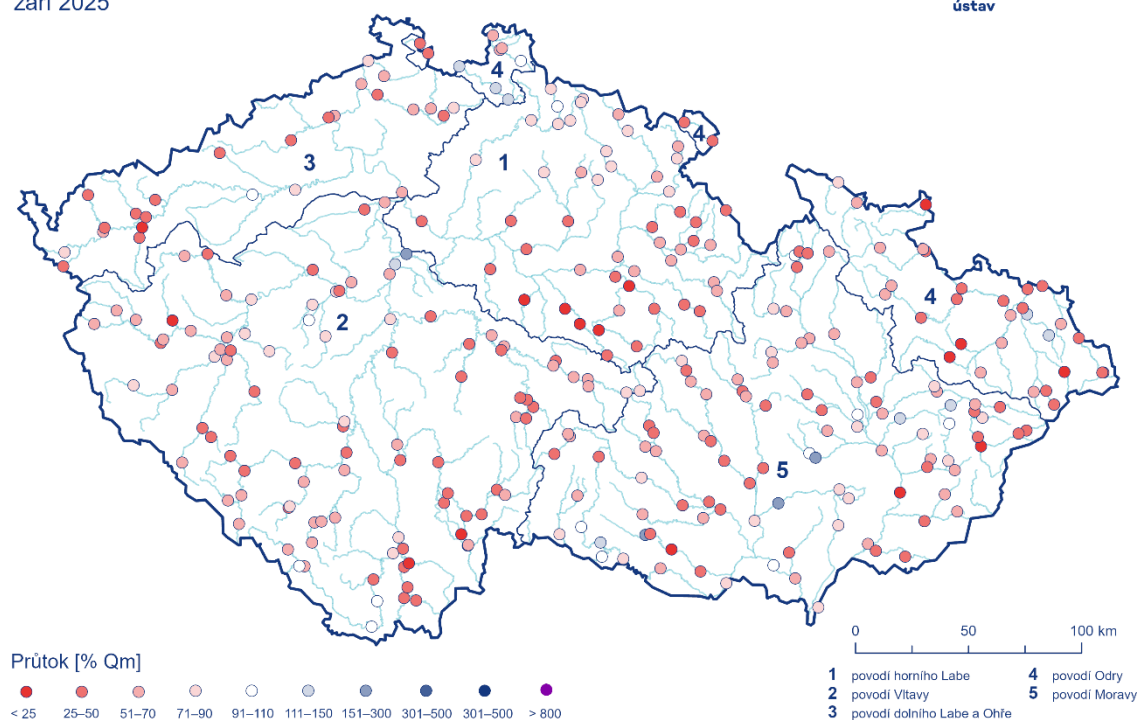 září 2025
ústav
4
4
3
1
4
2
5
Průtok [% Qm]
< 25 25–50 51–70 71–90 91–110 111–150 151–300 301–500 301–500 > 800
0 50 100 km
1 povodí horního Labe
2 povodí Vltavy
3 povodí dolního Labe a Ohře
4 povodí Odry
5 povodí Moravy